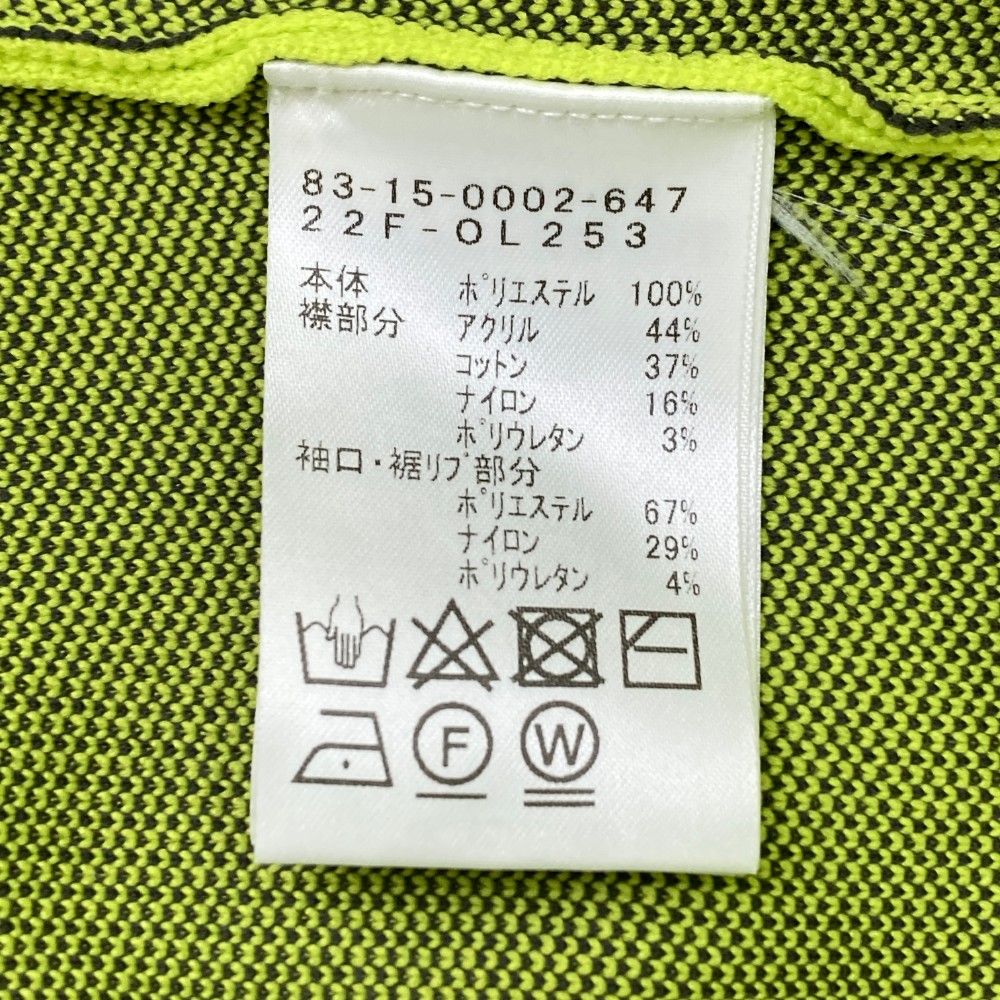 83-15-0002-647
22F-OL253
本体 ポリエステル 100%
襟部分 アクリル 44%
コットン 37%
ナイロン 16%
ポリウレタン 3%
袖口・裾リブ部分
ポリエステル 67%
ナイロン 29%
ポリウレタン 4%
F W